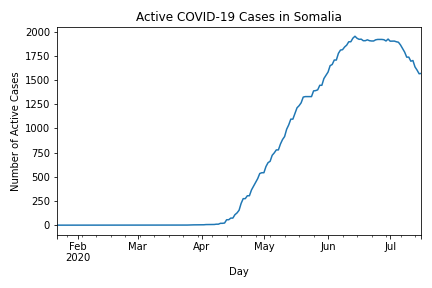 Active COVID-19 Cases in Somalia
Number of Active Cases
2000
1750
1500
1250
1000
750
500
250
0
Feb Mar Apr May Jun Jul
2020
Day